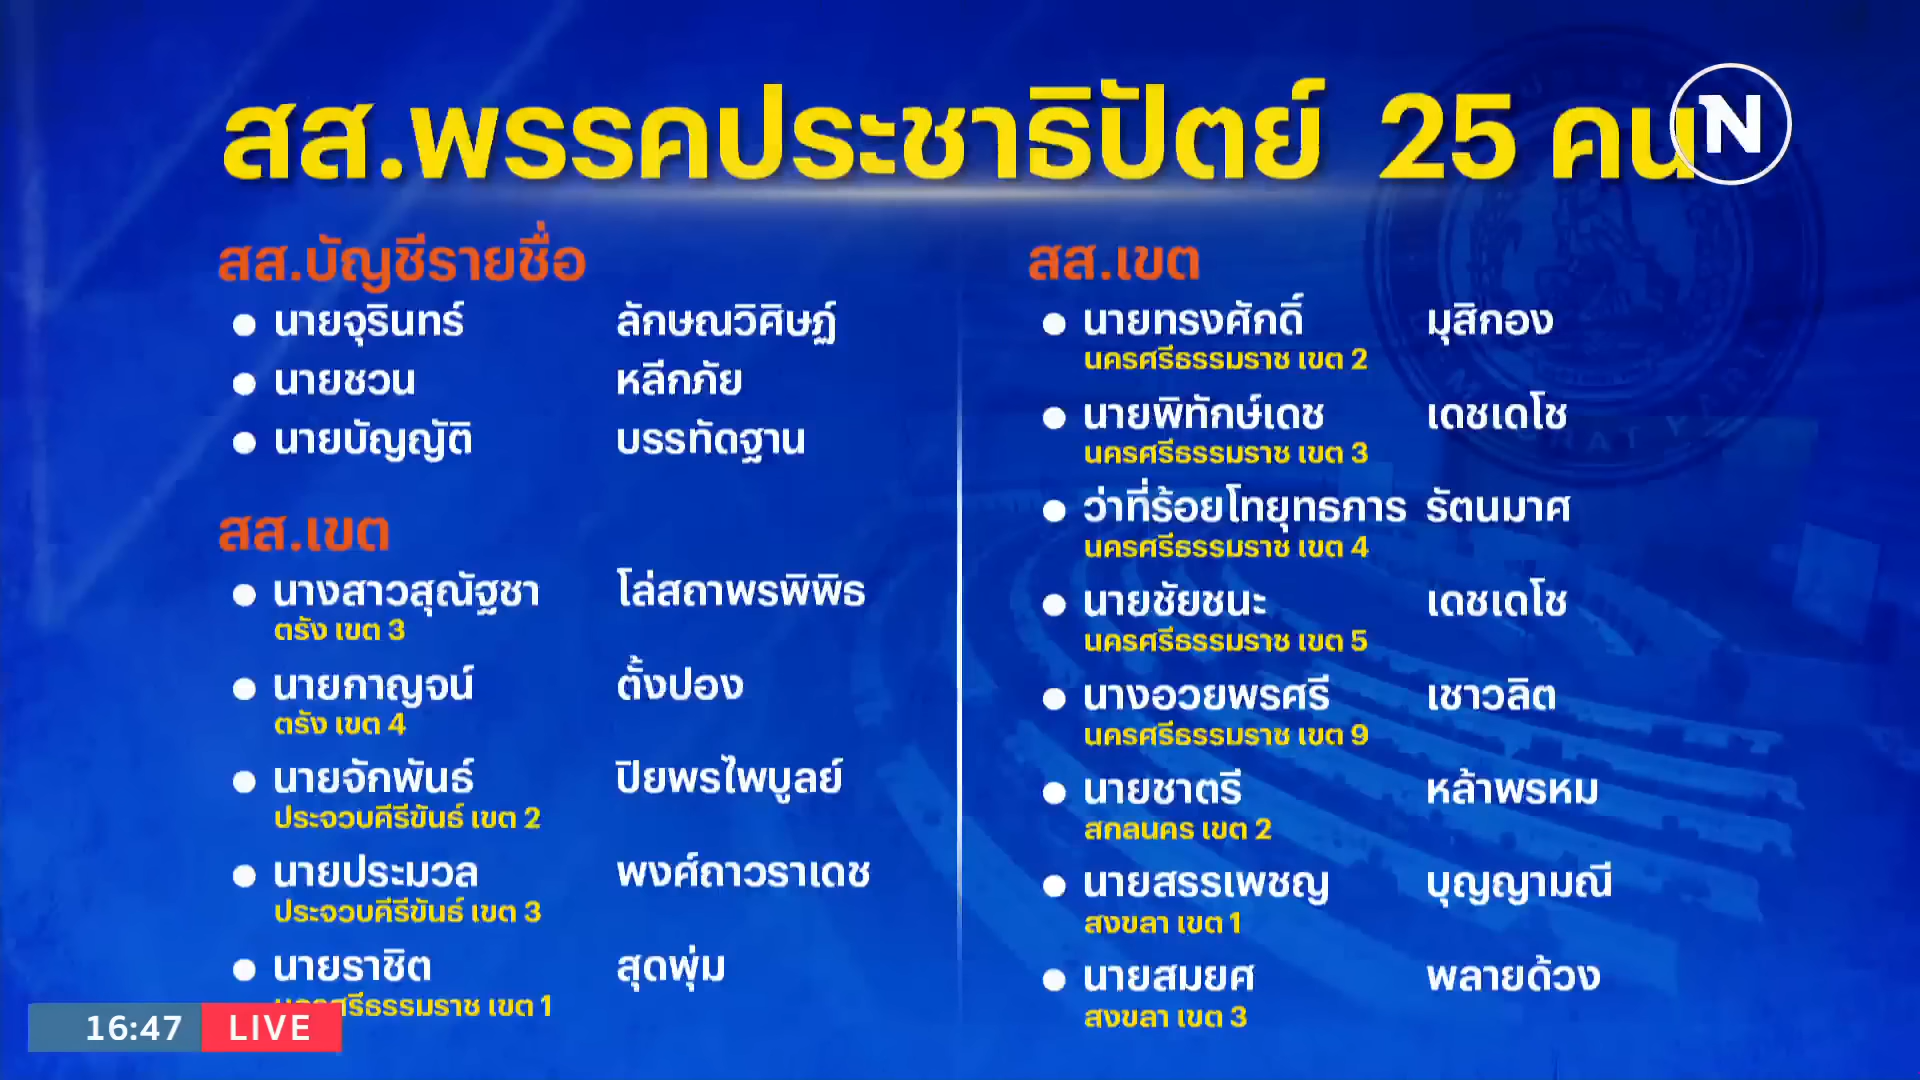 สส.พรรคประชาธิปัตย์ 25 คน
N
สส.บัญชีรายชื่อ
นายจุรินทร์ ลักษณวิศิษฏ์
นายชวน หลีกภัย
นายบัญญัติ บรรทัดฐาน
สส.เขต
นางสาวสุณัฐชา โล่สถาพรพิพิธ
ตรัง เขต 3
นายกาญจน์ ตั้งปอง
ตรัง เขต 4
นายจักพันธ์ ปิยพรไพบูลย์
ประจวบคีรีขันธ์ เขต 2
นายประมวล พงศ์ถาวราเดช
ประจวบคีรีขันธ์ เขต 3
นายราชิต สุดพุ่ม
นครศรีธรรมราช เขต 1
สส.เขต
นายทรงศักดิ์ มุสิกอง
นครศรีธรรมราช เขต 2
นายพิทักษ์เดช เดชเดโช
นครศรีธรรมราช เขต 3
ว่าที่ร้อยโทยุทธการ รัตนมาศ
นครศรีธรรมราช เขต 4
นายชัยชนะ เดชเดโช
นครศรีธรรมราช เขต 5
นางอวยพรศรี เชาวลิต
นครศรีธรรมราช เขต 9
นายชาตรี หล้าพรหม
สกลนคร เขต 2
นายสรรเพชญ บุญญามณี
สงขลา เขต 1
นายสมยศ พลายด้วง
สงขลา เขต 3
16:47 LIVE